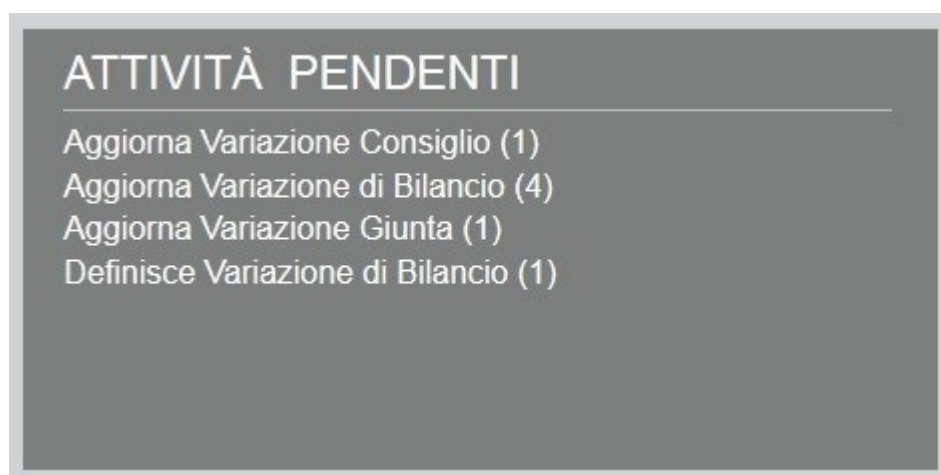 ATTIVITÀ PENDENTI
Aggiorna Variazione Consiglio (1)
Aggiorna Variazione di Bilancio (4)
Aggiorna Variazione Giunta (1)
Definisce Variazione di Bilancio (1)